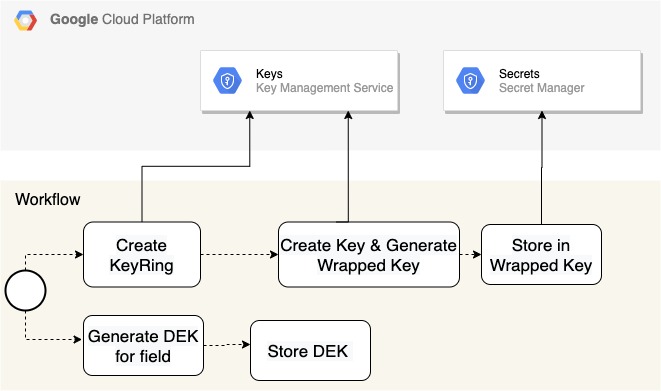 Google Cloud Platform
Keys
Key Management Service
Secrets
Secret Manager
Workflow
Create
KeyRing
Create Key & Generate
Wrapped Key
Store in
Wrapped Key
Generate DEK
for field
Store DEK